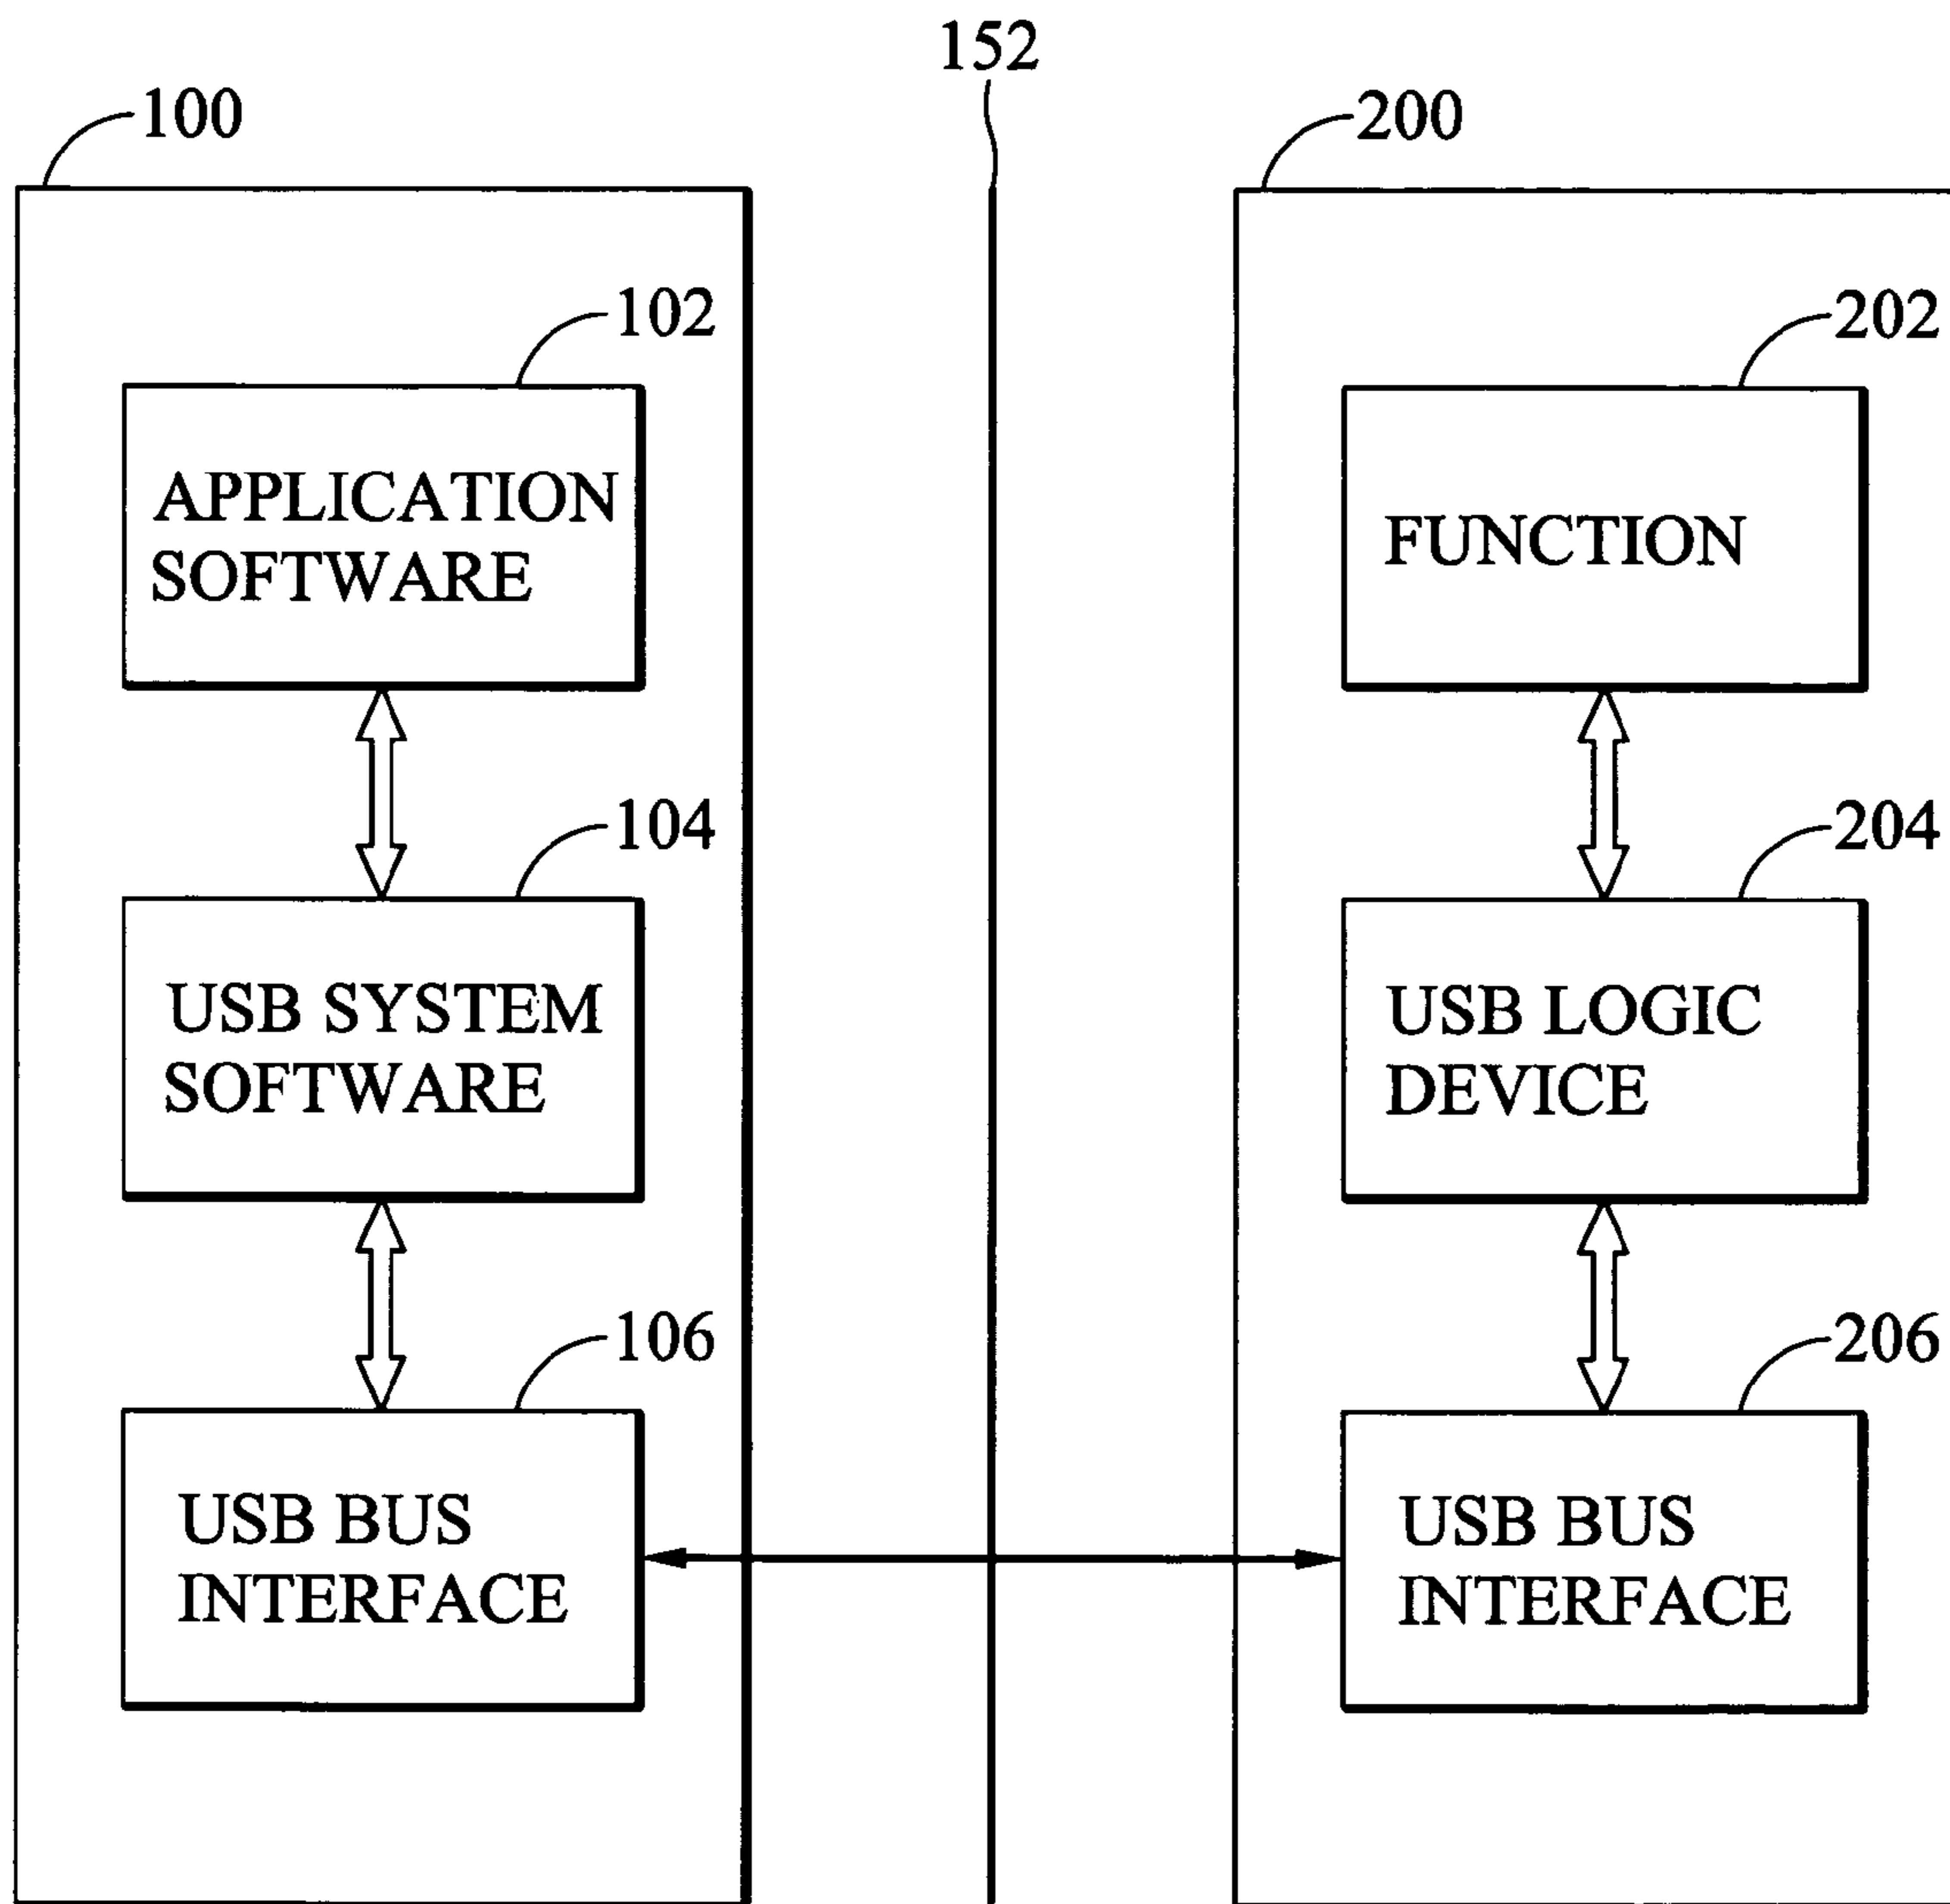 152
100
200
102
202
APPLICATION
SOFTWARE
FUNCTION
104
204
USB SYSTEM
SOFTWARE
USB LOGIC
DEVICE
106
206
USB BUS
INTERFACE
USB BUS
INTERFACE